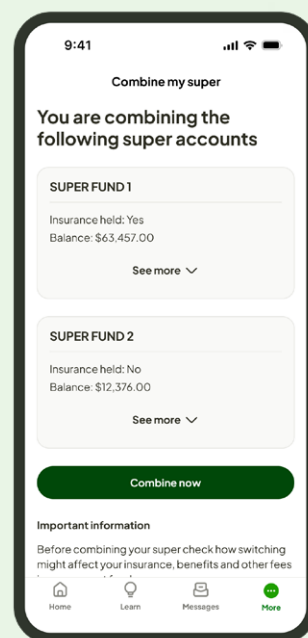 9:41
Combine my super
You are combining the
following super accounts
SUPER FUND 1
Insurance held: Yes
Balance: $63,457.00
See more
SUPER FUND 2
Insurance held: No
Balance: $12,376.00
See more
Combine now
Important information
Before combining your super check how switching
might affect your insurance, benefits and other fees
Home Learn Messages More